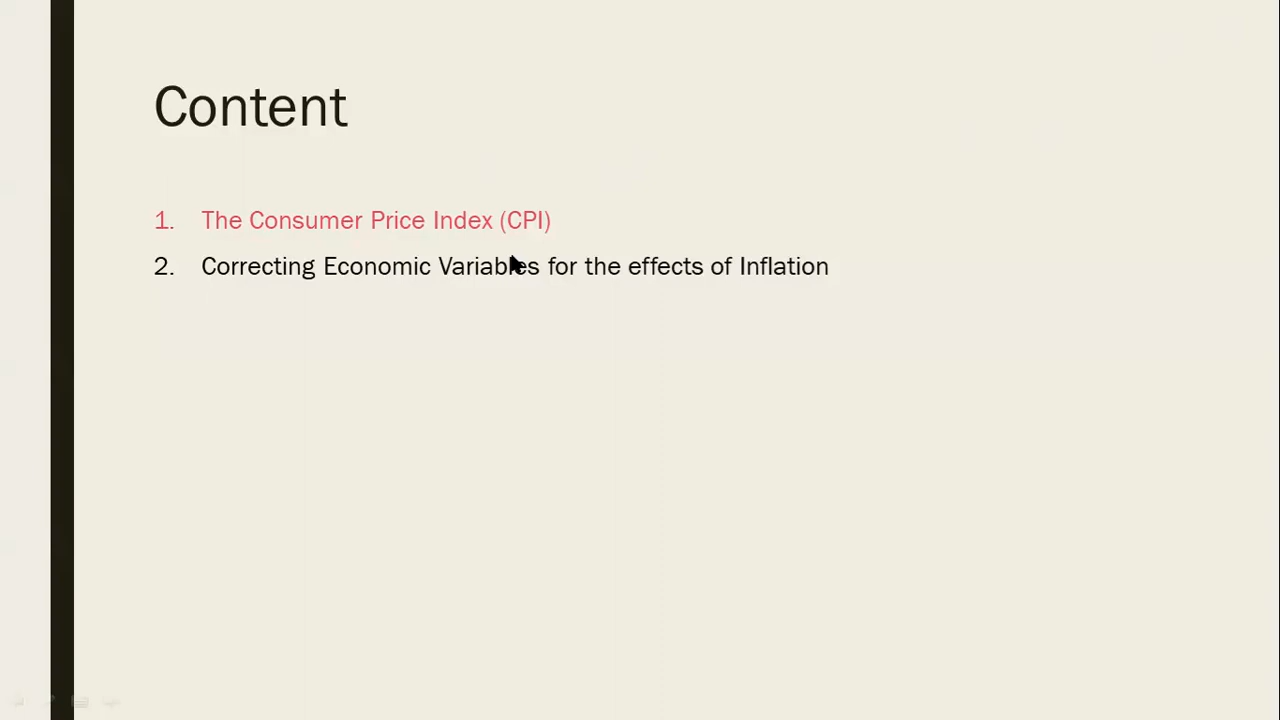 Content
1. The Consumer Price Index (CPI)
2. Correcting Economic Variables for the effects of Inflation